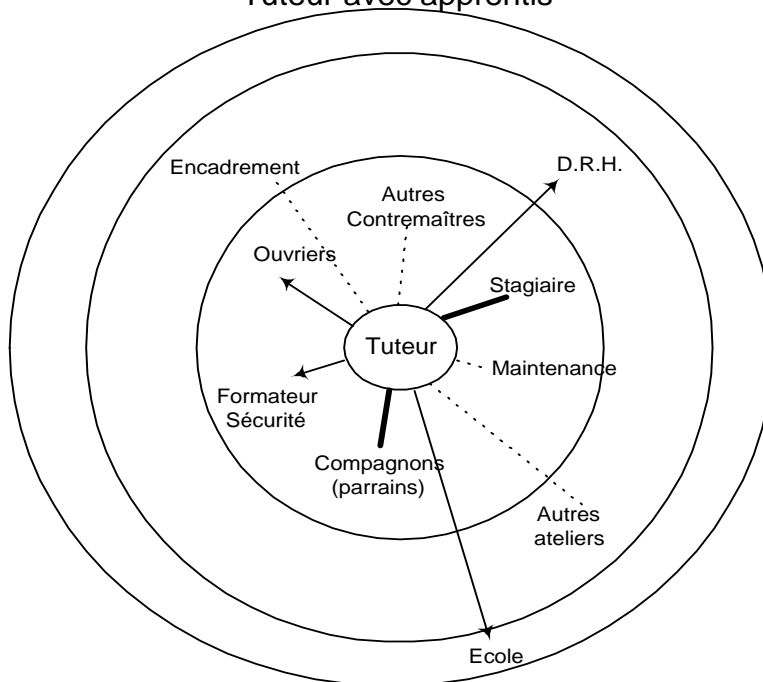 Tuteur avec apprentis
Encadrement
D.R.H.
Autres
Contremaîtres
Ouvriers
Stagiaire
Tuteur
Maintenance
Formateur
Sécurité
Compagnons
(parrains)
Autres
ateliers
Ecole